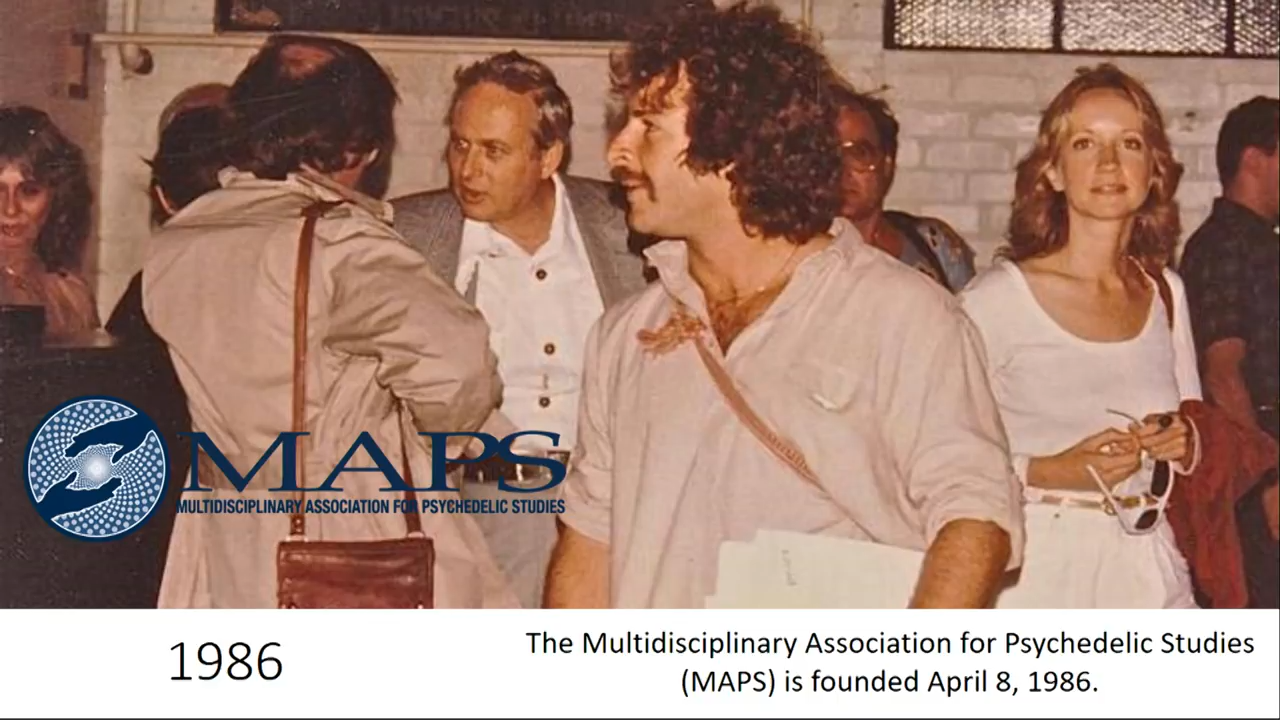 MAPS
MULTIDISCIPLINARY ASSOCIATION FOR PSYCHEDELIC STUDIES
1986
The Multidisciplinary Association for Psychedelic Studies
(MAPS) is founded April 8, 1986.